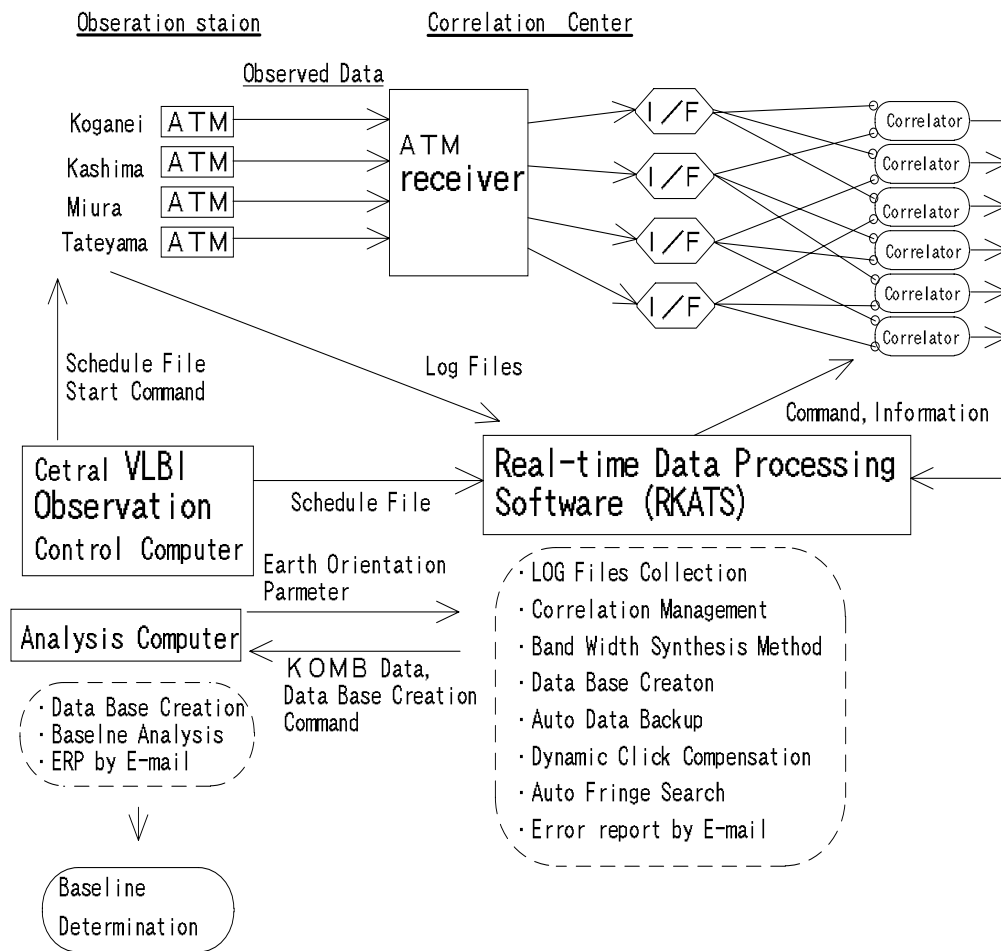 Obseration staion
Correlation Center
Observed Data
Koganei ATM
Kashima ATM
Miura ATM
Tateyama ATM
ATM
receiver
I/F
I/F
I/F
I/F
Correlator
Correlator
Correlator
Correlator
Correlator
Correlator
Schedule File
Start Command
Log Files
Command, Information
Cetral VLBI
Observation
Control Computer
Schedule File
Real-time Data Processing
Software (RKATS)
Earth Orientation
Parmeter
Analysis Computer
KOMB Data,
Data Base Creation
Command
· Data Base Creation
· Baselne Analysis
· ERP by E-mail
· LOG Files Collection
· Correlation Management
· Band Width Synthesis Method
· Data Base Creaton
· Auto Data Backup
· Dynamic Click Compensation
· Auto Fringe Search
· Error report by E-mail
Baseline
Determination